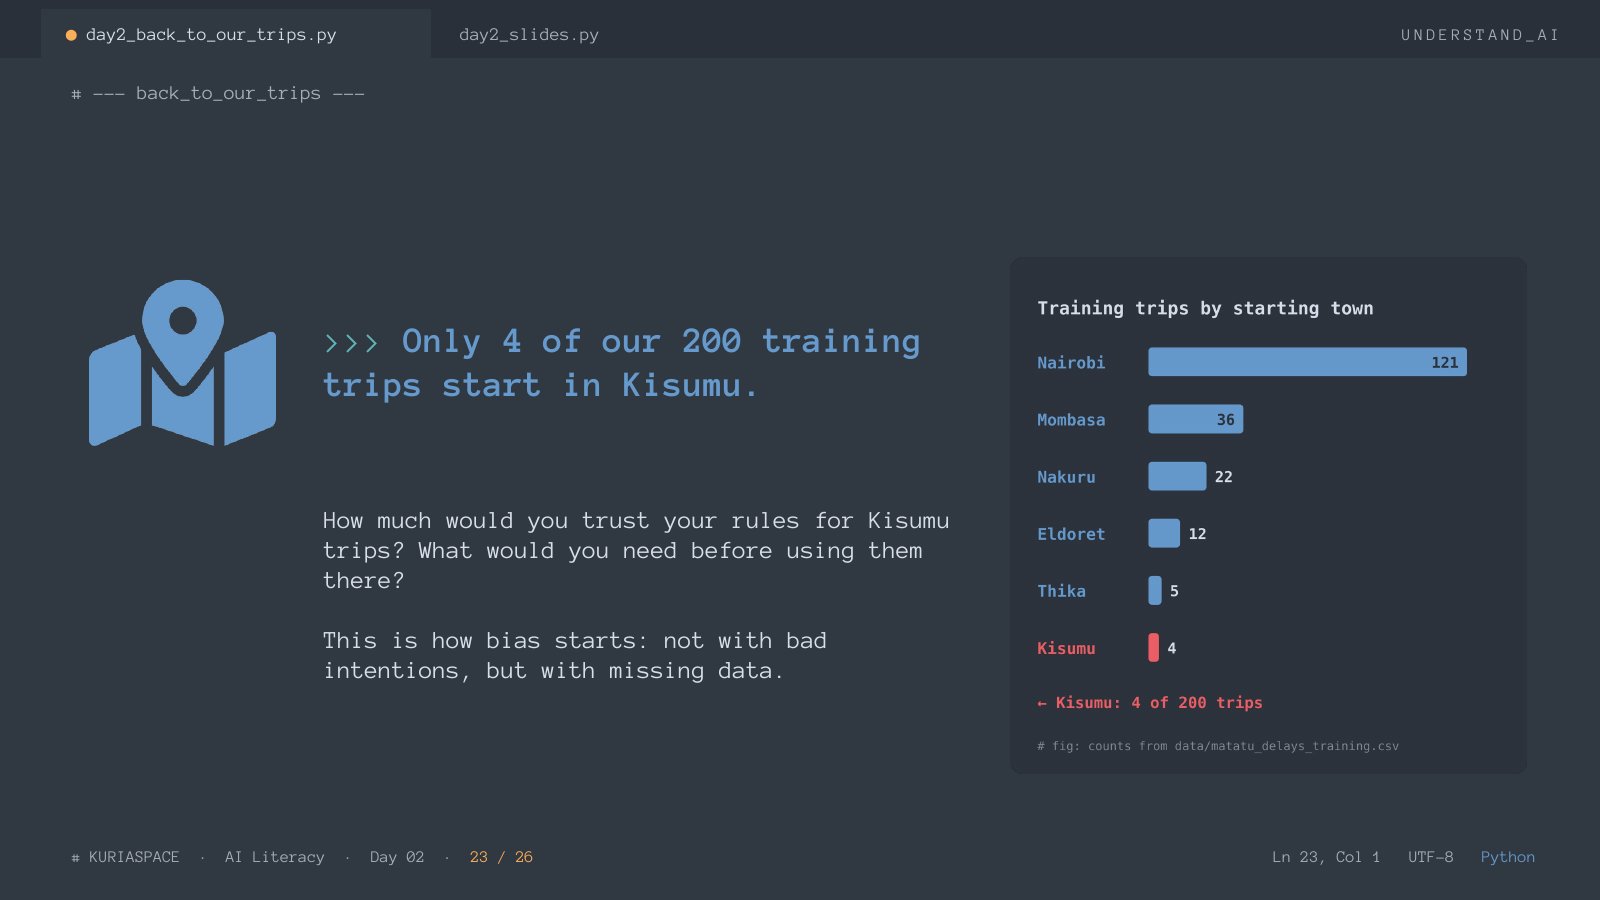 day2_back_to_our_trips.py
day2_slides.py
UNDERSTAND_AI
# --- back_to_our_trips ---
>>> Only 4 of our 200 training
trips start in Kisumu.
How much would you trust your rules for Kisumu
trips? What would you need before using them
there?
This is how bias starts: not with bad
intentions, but with missing data.
Training trips by starting town
Nairobi 121
Mombasa 36
Nakuru 22
Eldoret 12
Thika 5
Kisumu 4
← Kisumu: 4 of 200 trips
# fig: counts from data/matatu_delays_training.csv
# KURIASPACE · AI Literacy · Day 02 · 23 / 26
Ln 23, Col 1 UTF-8 Python